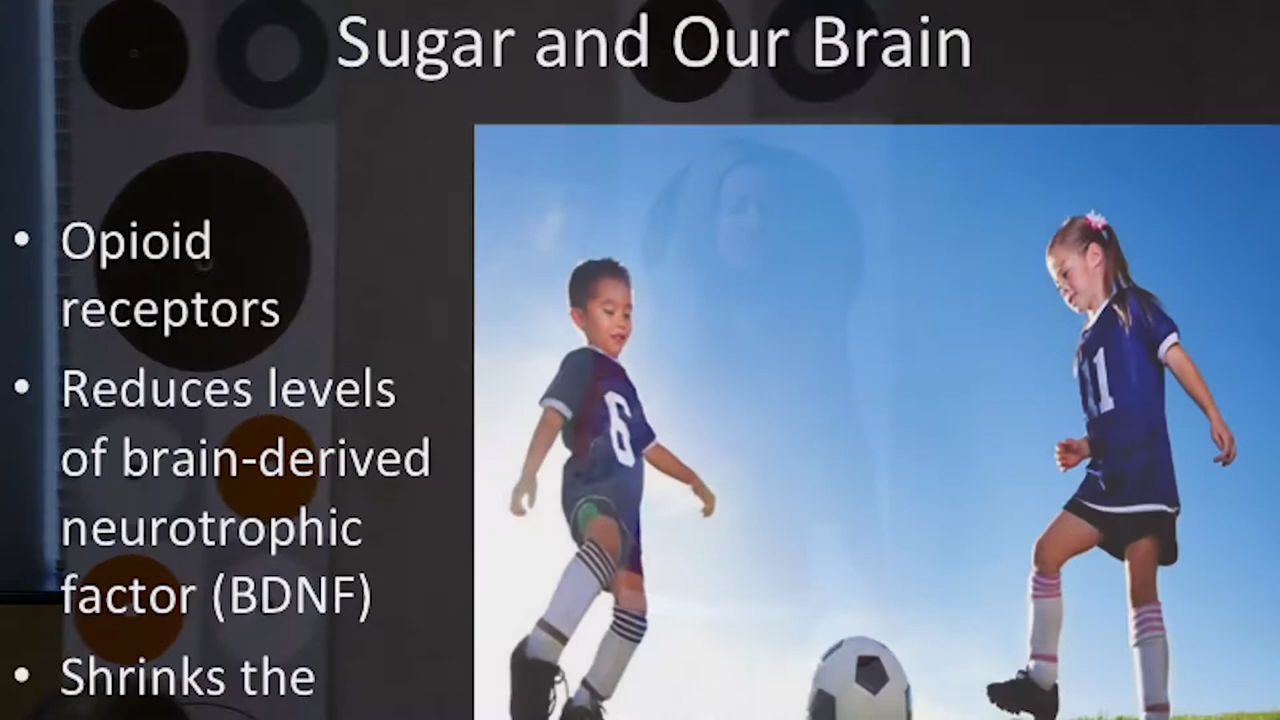 Sugar and Our Brain
• Opioid
receptors
• Reduces levels
of brain-derived
neurotrophic
factor (BDNF)
• Shrinks the
6
11